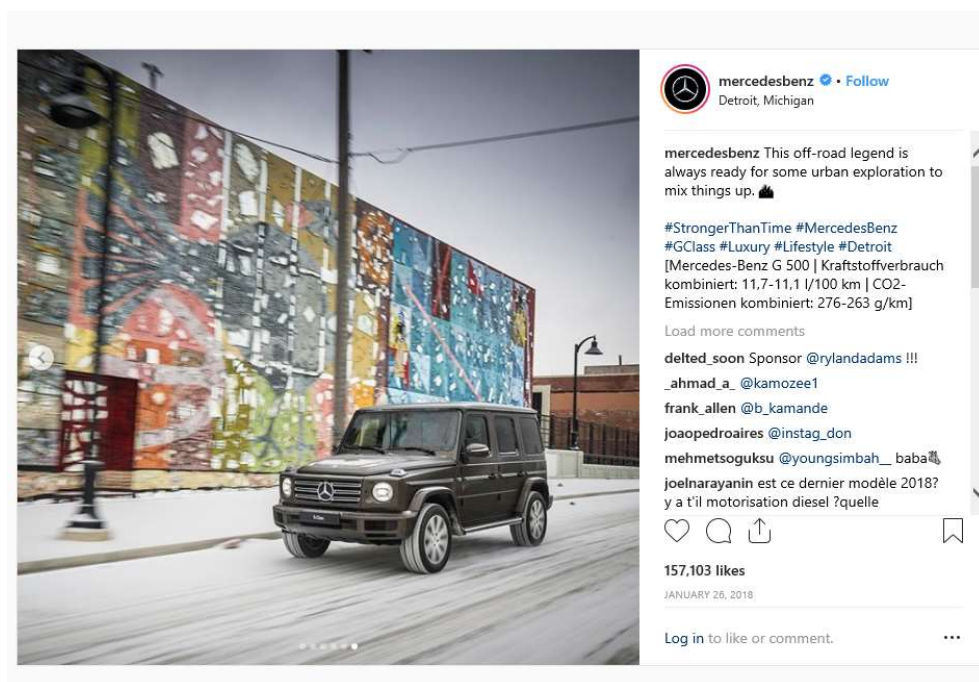 mercedesbenz • Follow
Detroit, Michigan
mercedesbenz This off-road legend is
always ready for some urban exploration to
mix things up.
#StrongerThanTime #MercedesBenz
#GClass #Luxury #Lifestyle #Detroit
[Mercedes-Benz G 500 | Kraftstoffverbrauch
kombiniert: 11,7-11,1 l/100 km | CO2-
Emissionen kombiniert: 276-263 g/km]
Load more comments
delted_soon Sponsor @rylandadams !!!
_ahmad_a_ @kamozee1
frank_allen @b_kamande
joaopedroaires @instag_don
mehmetsoguksu @youngsimbah__ baba
joelnarayanin est ce dernier modèle 2018?
y a t'il motorisation diesel ?quelle
157,103 likes
JANUARY 26, 2018
Log in to like or comment.